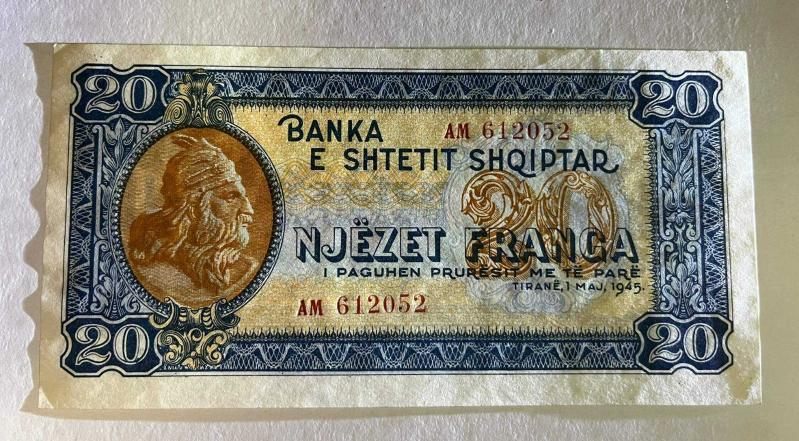 20 20
BANKA AM 612052
E SHTETIT SHQIPTAR
20
NJËZET FRANGA
I PAGUHEN PRURËSIT ME TË PARË
TIRANË, 1 MAJ, 1945.
AM 612052
20 20